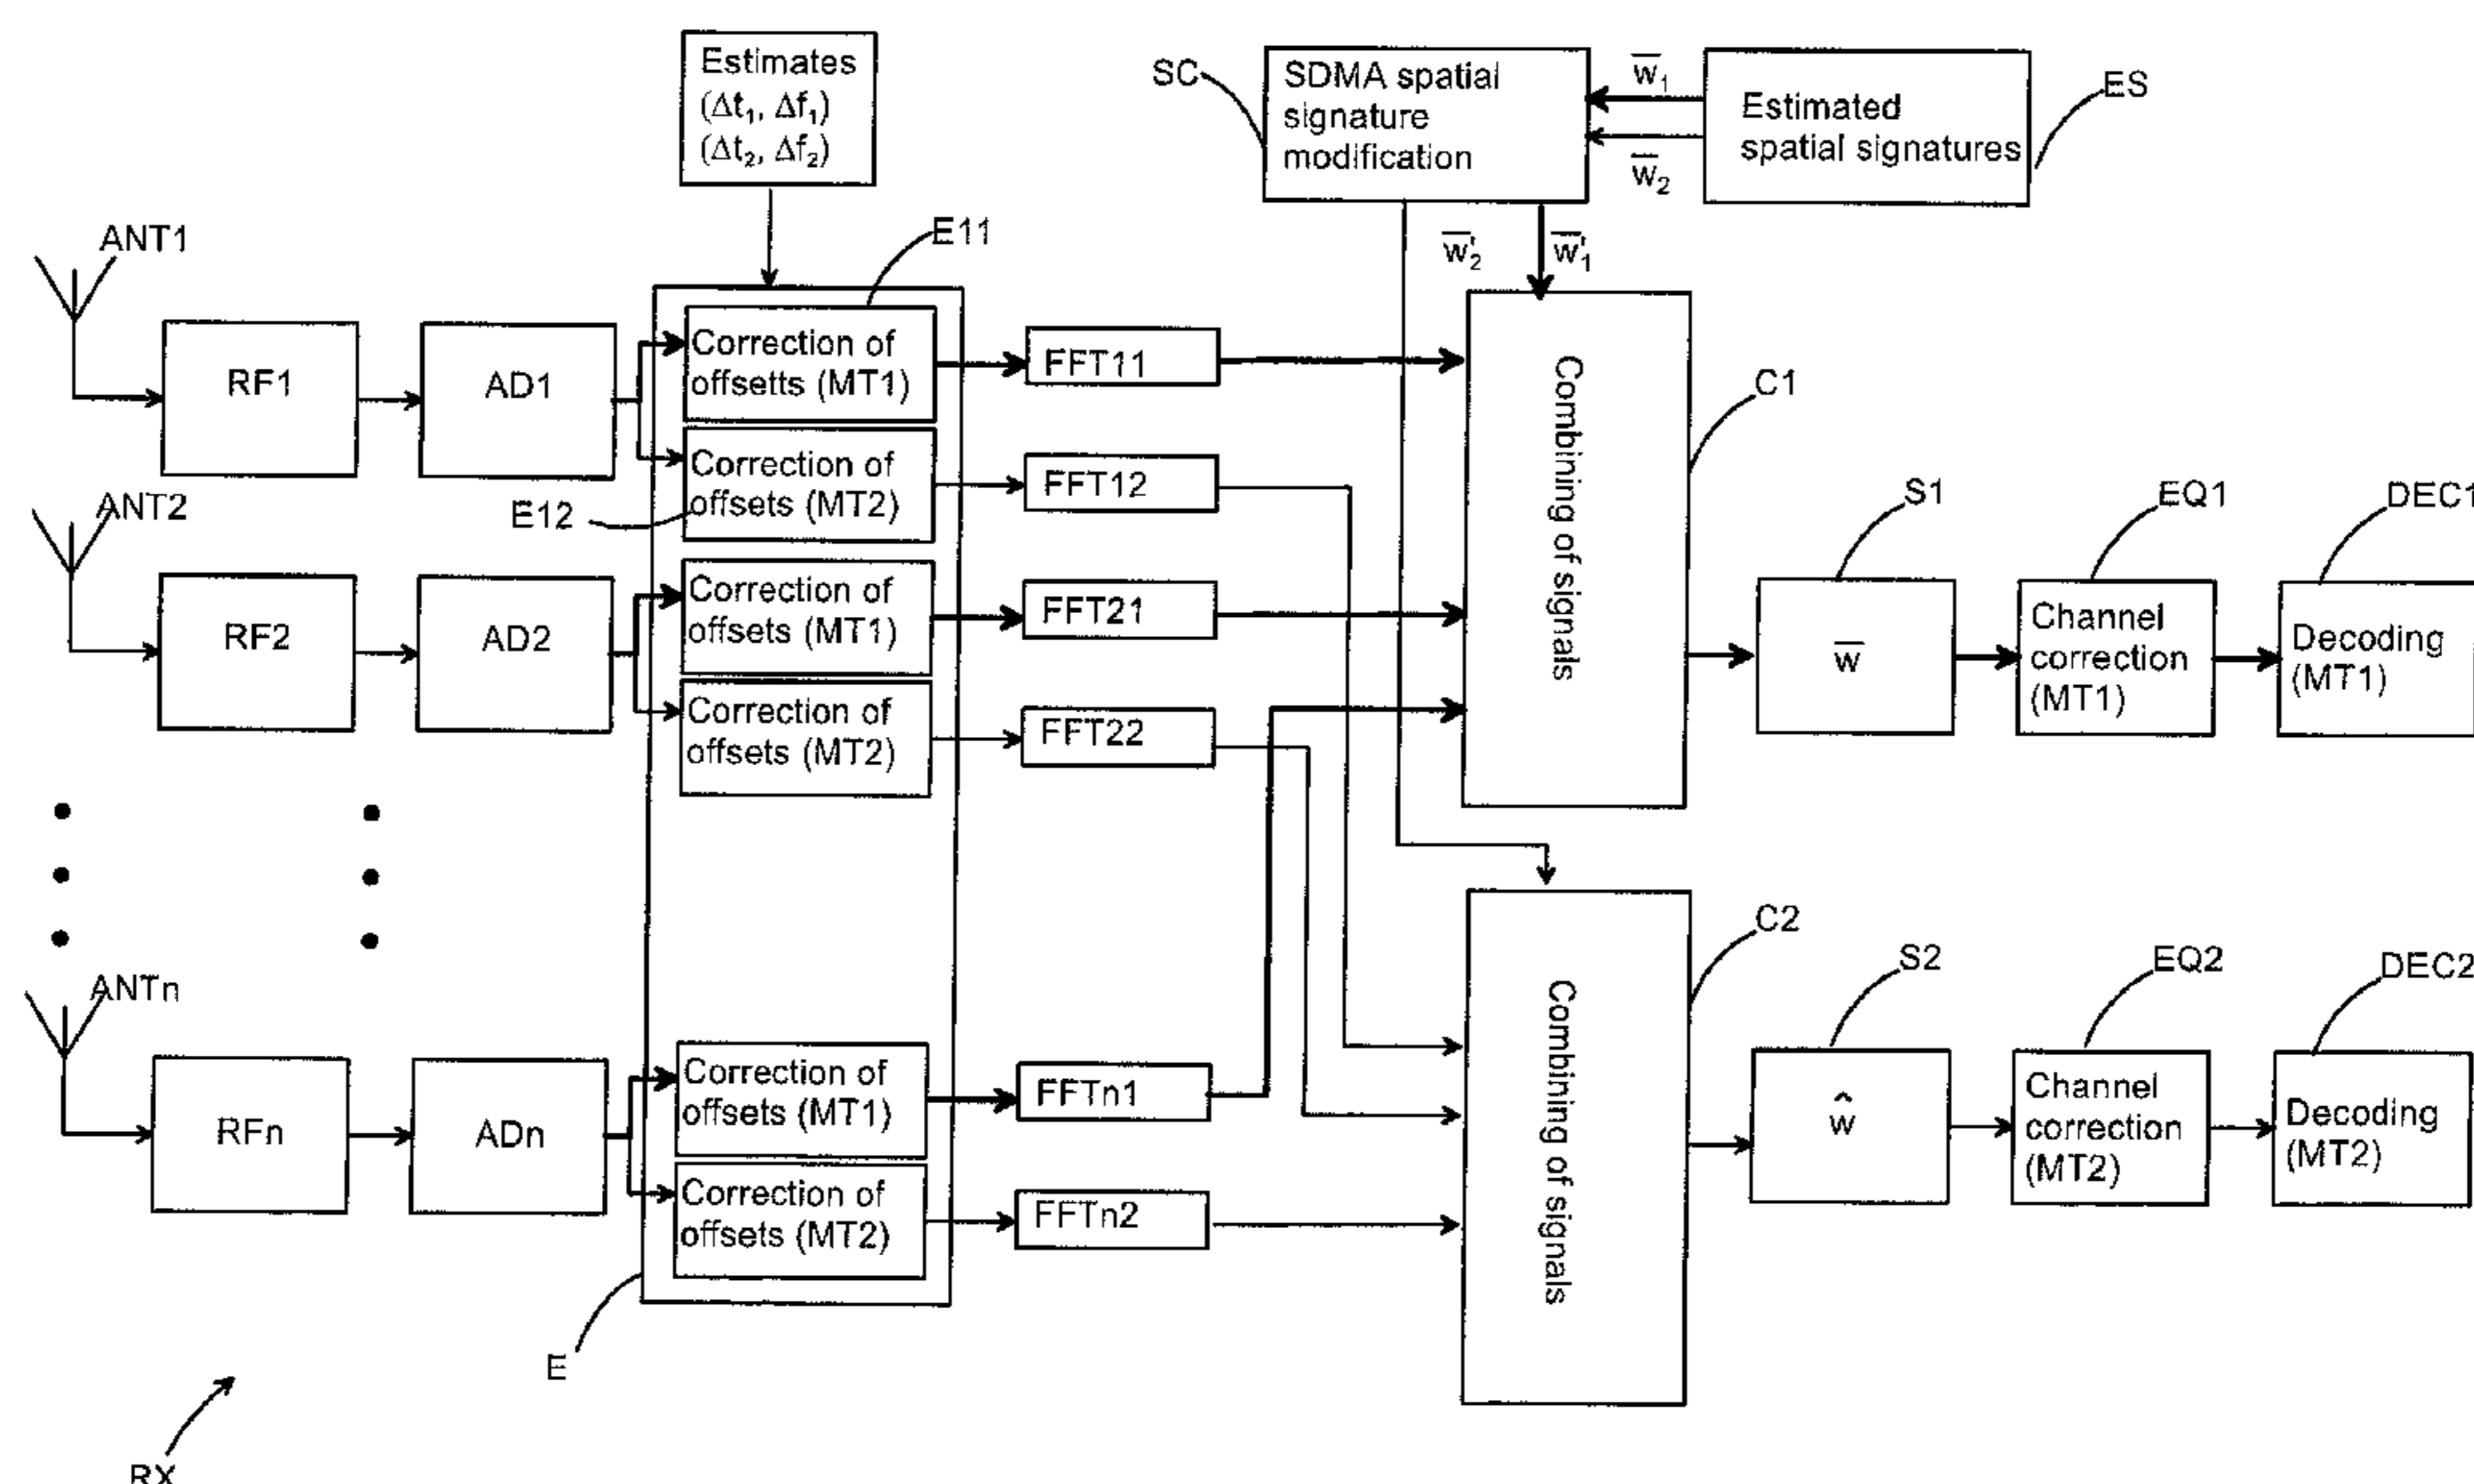 Estimates
(Δt₁, Δf₁)
(Δt₂, Δf₂)
SC
SDMA spatial
signature
modification
w̅₁
w̅₂
Estimated
spatial signatures
ES
ANT1
E11
w̅'₂
w̅'₁
RF1
AD1
Correction of
offsetts (MT1)
FFT11
Combining of signals
C1
Correction of
offsets (MT2)
FFT12
E12
ANT2
RF2
AD2
Correction of
offsets (MT1)
FFT21
Correction of
offsets (MT2)
FFT22
S1
w̅
EQ1
Channel
correction
(MT1)
DEC1
Decoding
(MT1)
ANTn
RFn
ADn
Correction of
offsets (MT1)
FFTn1
Correction of
offsets (MT2)
FFTn2
Combining of signals
C2
S2
ŵ
EQ2
Channel
correction
(MT2)
DEC2
Decoding
(MT2)
E
RX